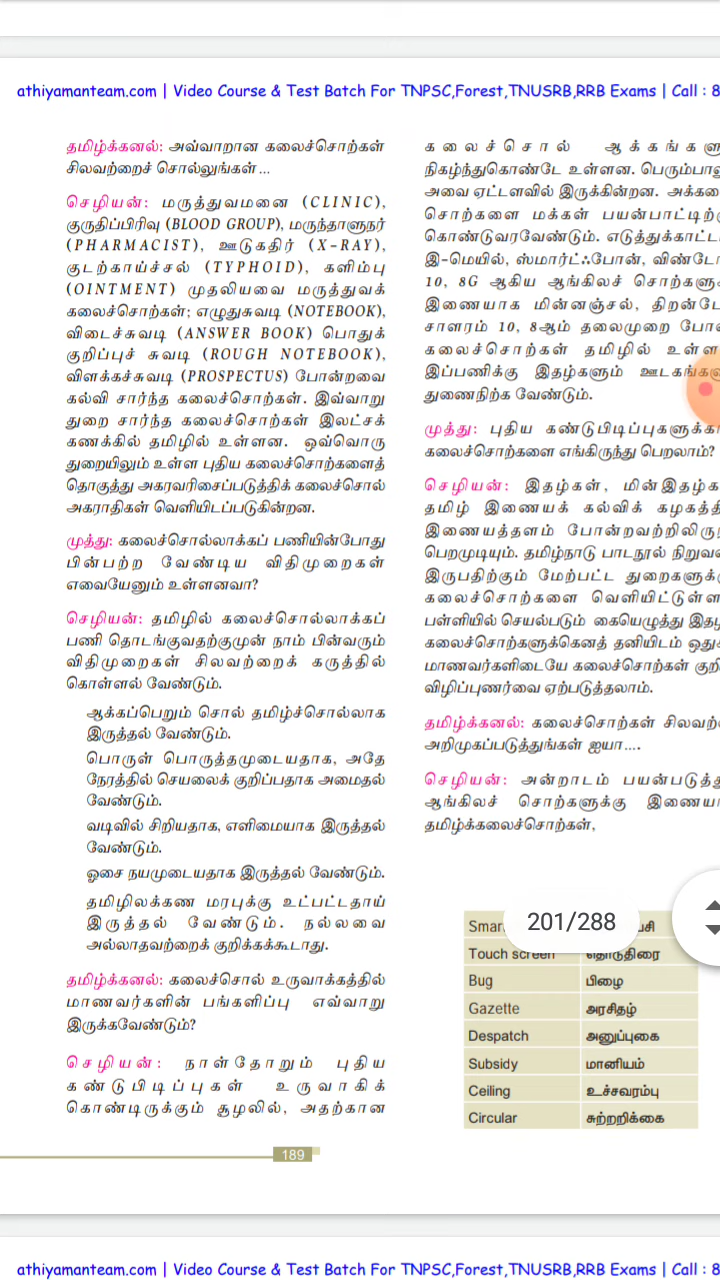 athiyamanteam.com | Video Course & Test Batch For TNPSC,Forest,TNUSRB,RRB Exams | Call : 8
தமிழ்க்கனல்: அவ்வாறான கலைச்சொற்கள்
சிலவற்றைச் சொல்லுங்கள் ...
செழியன்: மருத்துவமனை (CLINIC),
குருதிப்பிரிவு (BLOOD GROUP), மருந்தாளுநர்
(PHARMACIST), ஊடுகதிர் (X-RAY),
குடற்காய்ச்சல் (TYPHOID), களிம்பு
(OINTMENT) முதலியவை மருத்துவக்
கலைச்சொற்கள்; எழுதுசுவடி (NOTEBOOK),
விடைச்சுவடி (ANSWER BOOK) பொதுக்
குறிப்புச் சுவடி (ROUGH NOTEBOOK),
விளக்கச்சுவடி (PROSPECTUS) போன்றவை
கல்வி சார்ந்த கலைச்சொற்கள். இவ்வாறு
துறை சார்ந்த கலைச்சொற்கள் இலட்சக்
கணக்கில் தமிழில் உள்ளன. ஒவ்வொரு
துறையிலும் உள்ள புதிய கலைச்சொற்களைத்
தொகுத்து அகரவரிசைப்படுத்திக் கலைச்சொல்
அகராதிகள் வெளியிடப்படுகின்றன.
முத்து: கலைச்சொல்லாக்கப் பணியின்போது
பின்பற்ற வேண்டிய விதிமுறைகள்
எவையேனும் உள்ளனவா?
செழியன்: தமிழில் கலைச்சொல்லாக்கப்
பணி தொடங்குவதற்குமுன் நாம் பின்வரும்
விதிமுறைகள் சிலவற்றைக் கருத்தில்
கொள்ளல் வேண்டும்.
ஆக்கப்பெறும் சொல் தமிழ்ச்சொல்லாக
இருத்தல் வேண்டும்.
பொருள் பொருத்தமுடையதாக, அதே
நேரத்தில் செயலைக் குறிப்பதாக அமைதல்
வேண்டும்.
வடிவில் சிறியதாக, எளிமையாக இருத்தல்
வேண்டும்.
ஓசை நயமுடையதாக இருத்தல் வேண்டும்.
தமிழிலக்கண மரபுக்கு உட்பட்டதாய்
இருத்தல் வேண்டும். நல்லவை
அல்லாதவற்றைக் குறிக்கக்கூடாது.
தமிழ்க்கனல்: கலைச்சொல் உருவாக்கத்தில்
மாணவர்களின் பங்களிப்பு எவ்வாறு
இருக்கவேண்டும்?
செழியன்: நாள்தோறும் புதிய
கண்டுபிடிப்புகள் உருவாகிக்
கொண்டிருக்கும் சூழலில், அதற்கான
கலைச்சொல் ஆக்கங்களு
நிகழ்ந்துகொண்டே உள்ளன. பெரும்பாலு
அவை ஏட்டளவில் இருக்கின்றன. அக்கலை
சொற்களை மக்கள் பயன்பாட்டிற்கு
கொண்டுவரவேண்டும். எடுத்துக்காட்ட
இ-மெயில், ஸ்மார்ட்ஃபோன், விண்டோ
10, 8G ஆகிய ஆங்கிலச் சொற்களுக்
இணையாக மின்னஞ்சல், திறன்பே
சாளரம் 10, 8ஆம் தலைமுறை போ
கலைச்சொற்கள் தமிழில் உள்ள
இப்பணிக்கு இதழ்களும் ஊடகங்களு
துணைநிற்க வேண்டும்.
முத்து: புதிய கண்டுபிடிப்புகளுக்கா
கலைச்சொற்களை எங்கிருந்து பெறலாம்?
செழியன்: இதழ்கள், மின்இதழ்க
தமிழ் இணையக் கல்விக் கழகத்தி
இணையத்தளம் போன்றவற்றிலிருந்
பெறமுடியும். தமிழ்நாடு பாடநூல் நிறுவ
இருபதிற்கும் மேற்பட்ட துறைகளுக்கு
கலைச்சொற்களை வெளியிட்டுள்ள
பள்ளியில் செயல்படும் கையெழுத்து இதழ
கலைச்சொற்களுக்கெனத் தனியிடம் ஒதுக்
மாணவர்களிடையே கலைச்சொற்கள் குறி
விழிப்புணர்வை ஏற்படுத்தலாம்.
தமிழ்க்கனல்: கலைச்சொற்கள் சிலவற்
அறிமுகப்படுத்துங்கள் ஐயா....
செழியன்: அன்றாடம் பயன்படுத்து
ஆங்கிலச் சொற்களுக்கு இணையா
தமிழ்க்கலைச்சொற்கள்,
201/288
Touch screen தொடுதிரை
Bug பிழை
Gazette அரசிதழ்
Despatch அனுப்புகை
Subsidy மானியம்
Ceiling உச்சவரம்பு
Circular சுற்றறிக்கை
189
athiyamanteam.com | Video Course & Test Batch For TNPSC,Forest,TNUSRB,RRB Exams | Call : 8